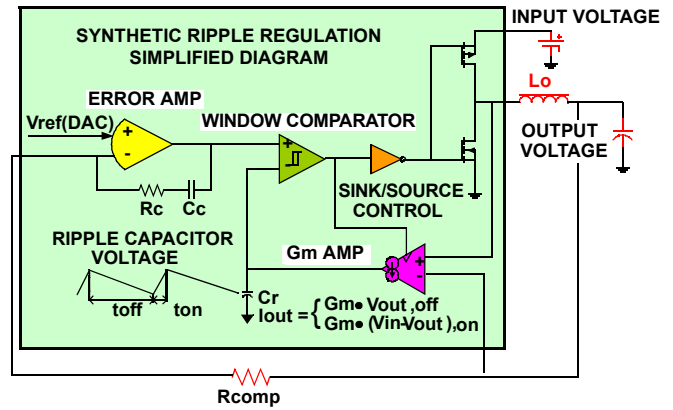 INPUT VOLTAGE
SYNTHETIC RIPPLE REGULATION
SIMPLIFIED DIAGRAM
+
Lo
ERROR AMP
Vref(DAC)
+
-
WINDOW COMPARATOR
+
-
OUTPUT
VOLTAGE
+
SINK/SOURCE
CONTROL
Rc
Cc
RIPPLE CAPACITOR
VOLTAGE
Gm AMP
+
-
toff
ton
Cr
Iout = { Gm• Vout ,off
Gm• (Vin-Vout ),on
Rcomp